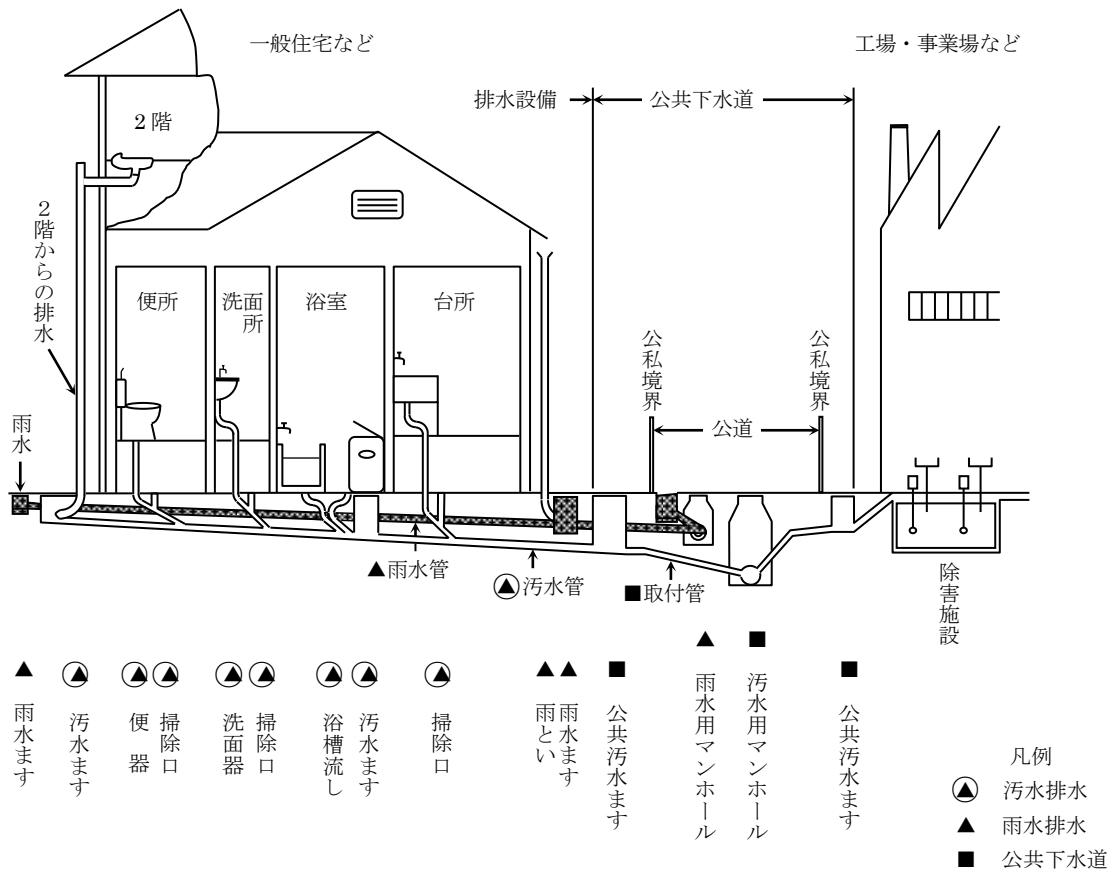 一般住宅など
工場・事業場など
排水設備
公共下水道
2階
2階からの排水
便所
洗面所
浴室
台所
公私境界
公私境界
雨水
公道
▲雨水管
▲汚水管
■取付管
除害施設
雨水ます
汚水ます
便器
掃除口
洗面器
掃除口
浴槽流し
汚水ます
掃除口
雨とい
雨水ます
公共汚水ます
雨水用マンホール
汚水用マンホール
公共汚水ます
凡例
汚水排水
▲ 雨水排水
■ 公共下水道